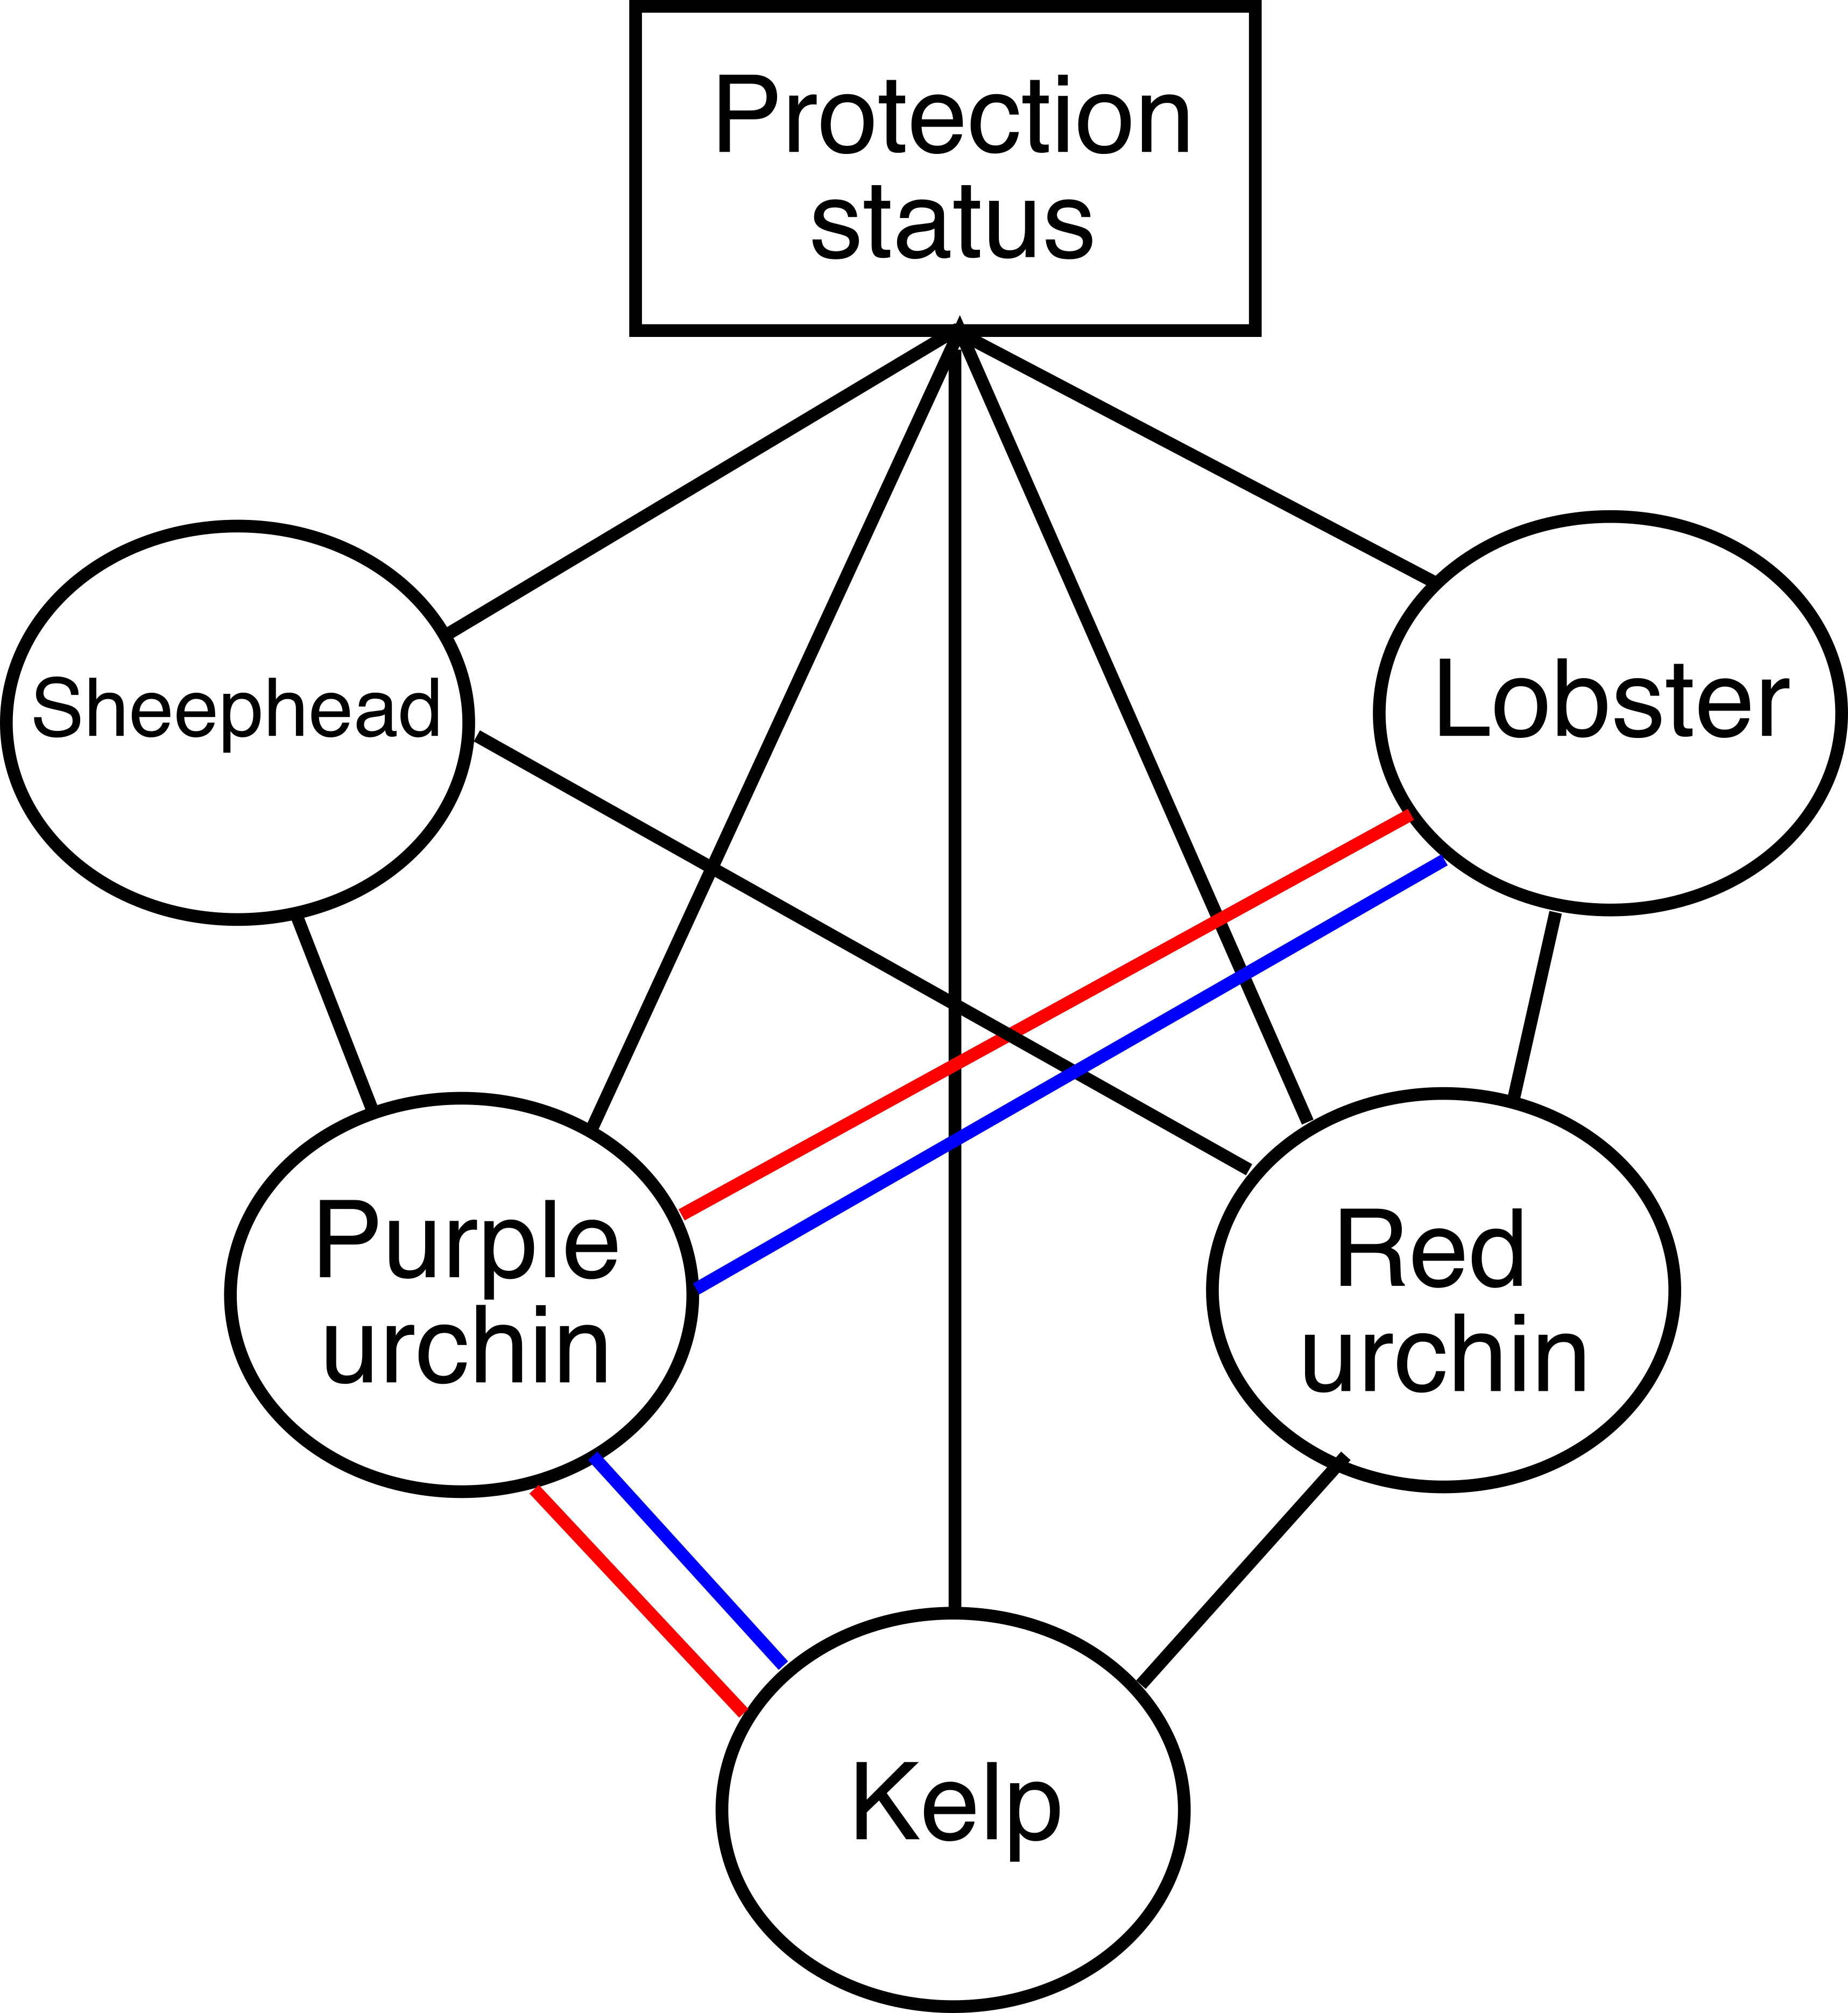 Protection
status
Sheephead
Lobster
Purple
urchin
Red
urchin
Kelp